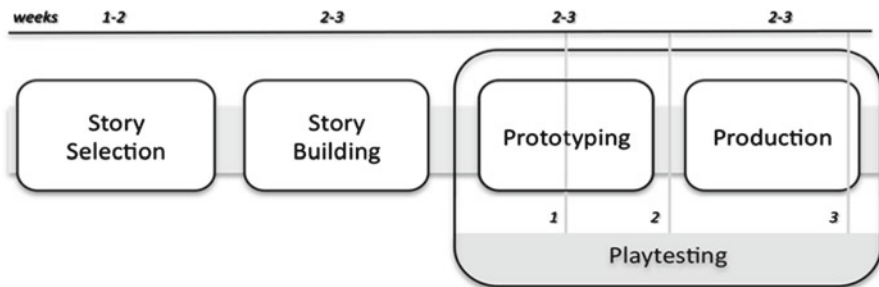 weeks 1-2 2-3 2-3 2-3
Story
Selection
Story
Building
Prototyping
Production
1 2 3
Playtesting